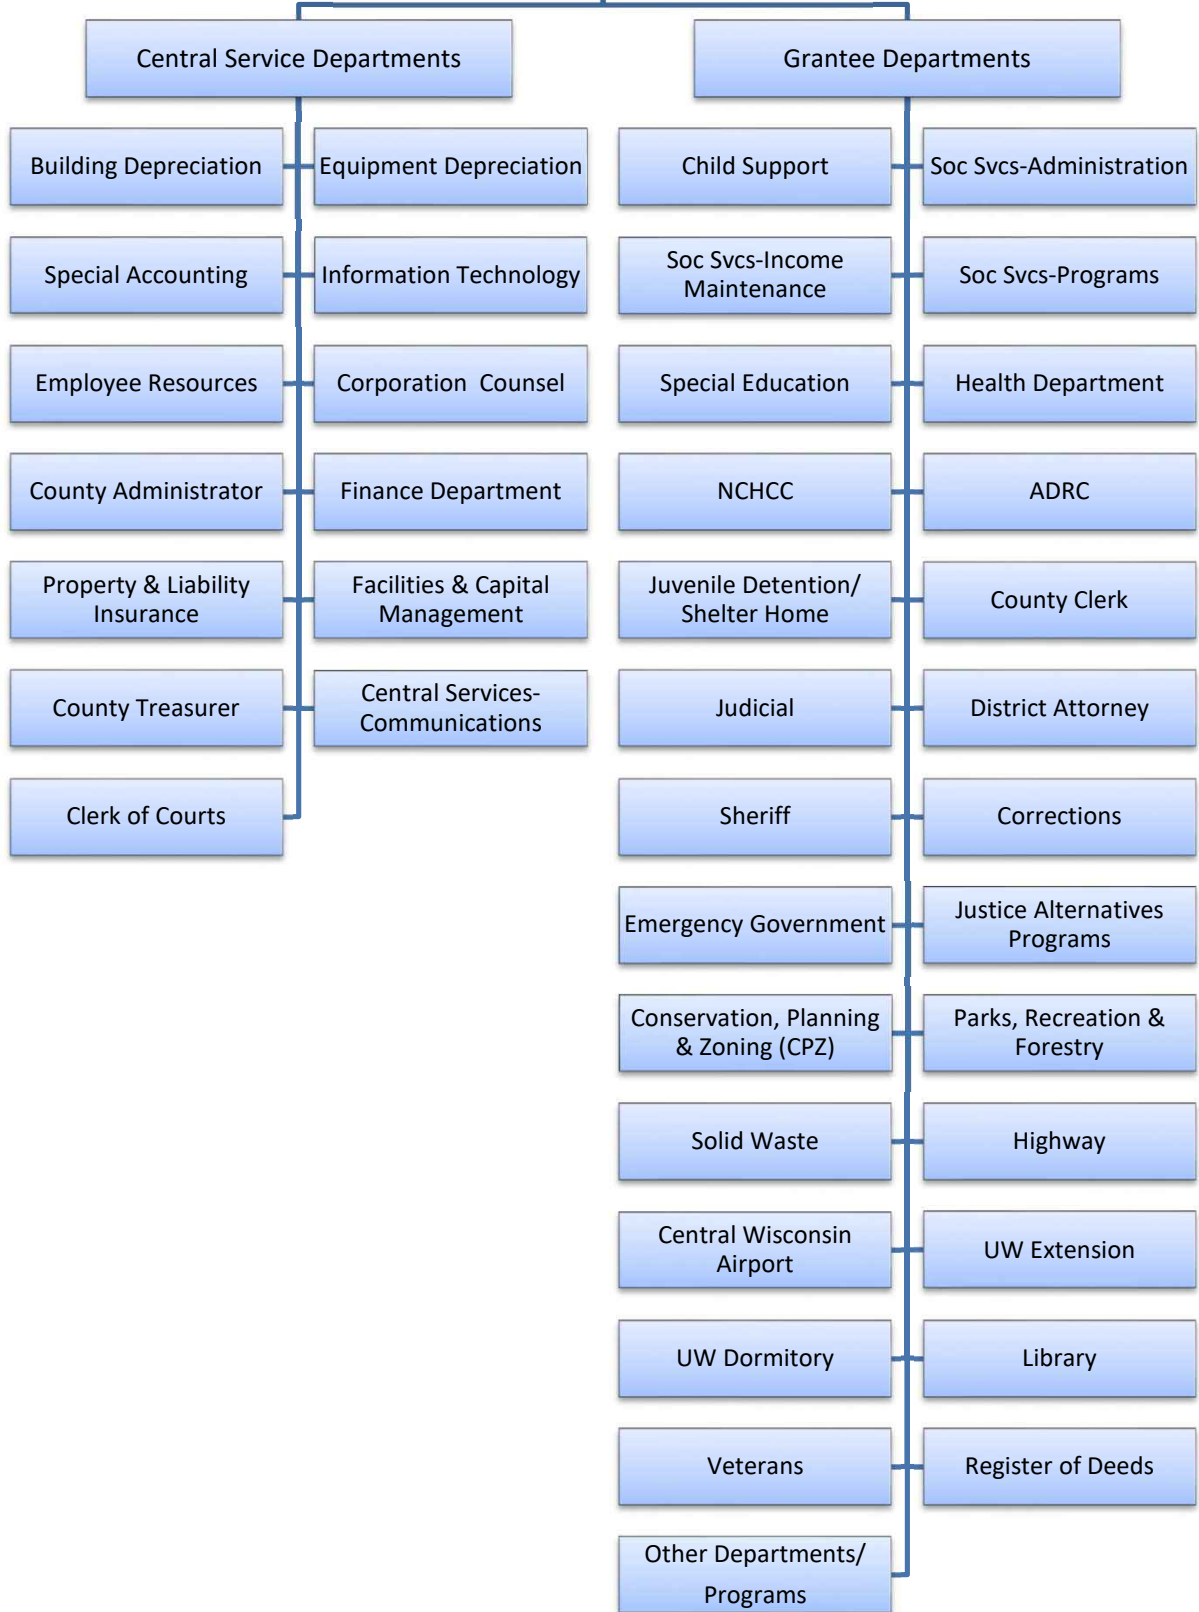 Central Service Departments
Grantee Departments
Building Depreciation
Equipment Depreciation
Child Support
Soc Svcs-Administration
Special Accounting
Information Technology
Soc Svcs-Income
Maintenance
Soc Svcs-Programs
Employee Resources
Corporation Counsel
Special Education
Health Department
County Administrator
Finance Department
NCHCC
ADRC
Property & Liability
Insurance
Facilities & Capital
Management
Juvenile Detention/
Shelter Home
County Clerk
County Treasurer
Central Services-
Communications
Judicial
District Attorney
Clerk of Courts
Sheriff
Corrections
Emergency Government
Justice Alternatives
Programs
Conservation, Planning
& Zoning (CPZ)
Parks, Recreation &
Forestry
Solid Waste
Highway
Central Wisconsin
Airport
UW Extension
UW Dormitory
Library
Veterans
Register of Deeds
Other Departments/
Programs